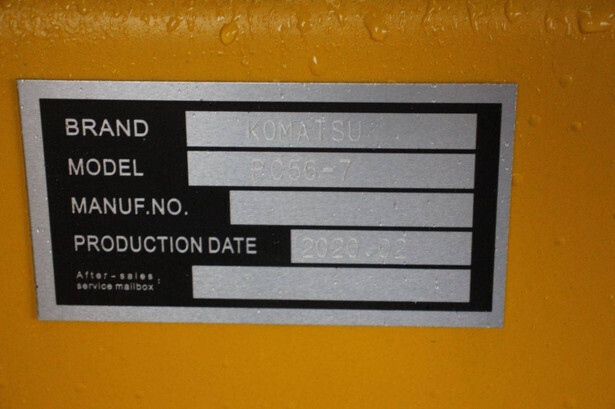 BRAND KOMATSU
MODEL PC56-7
MANUF.NO.
PRODUCTION DATE 2020.02
After-sales
service mailbox: